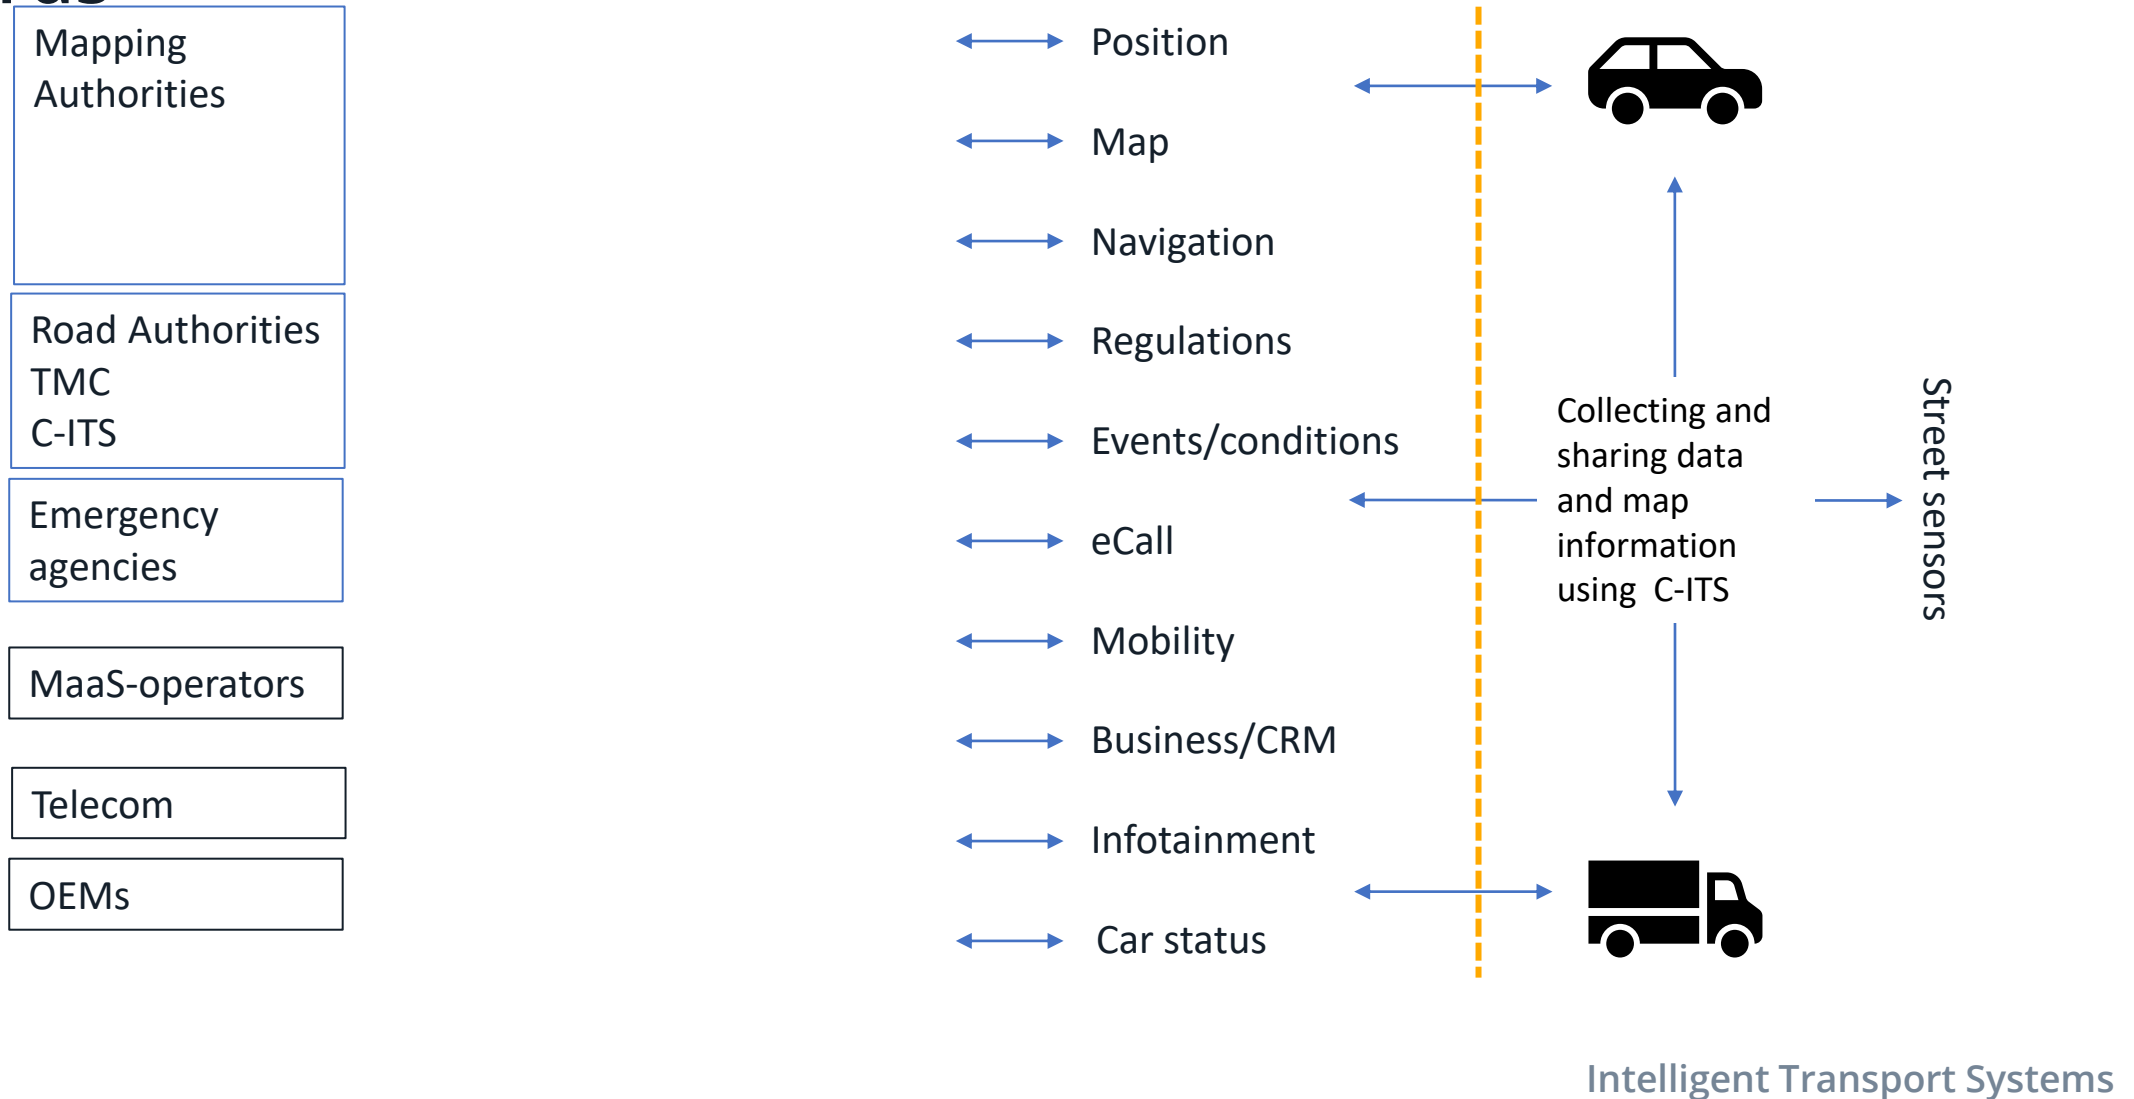 Mapping
Authorities
Road Authorities
TMC
C-ITS
Emergency
agencies
MaaS-operators
Telecom
OEMs
Position
Map
Navigation
Regulations
Events/conditions
eCall
Mobility
Business/CRM
Infotainment
Car status
Collecting and
sharing data
and map
information
using  C-ITS
Street sensors
Intelligent Transport Systems